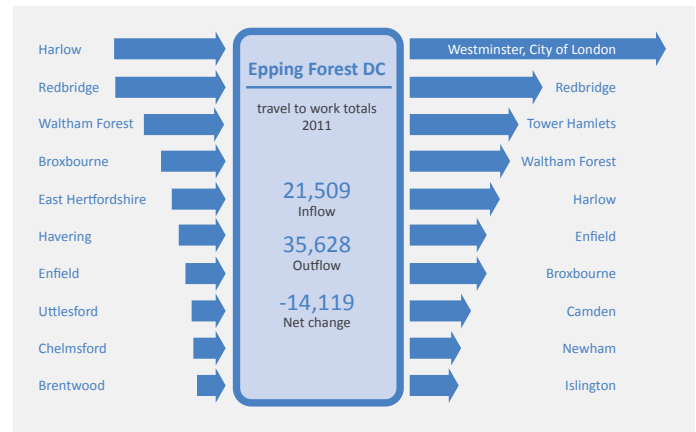 Harlow
Redbridge
Waltham Forest
Broxbourne
East Hertfordshire
Havering
Enfield
Uttlesford
Chelmsford
Brentwood
Epping Forest DC
travel to work totals
2011
21,509
Inflow
35,628
Outflow
-14,119
Net change
Westminster, City of London
Redbridge
Tower Hamlets
Waltham Forest
Harlow
Enfield
Broxbourne
Camden
Newham
Islington